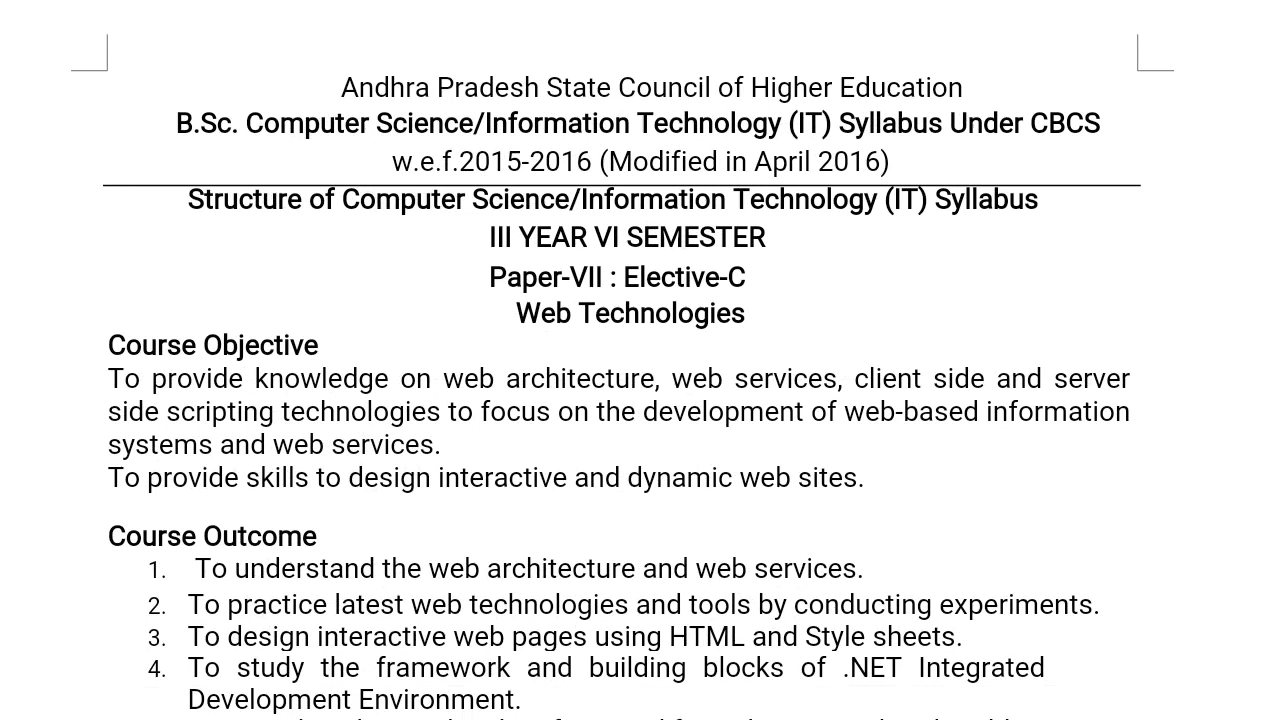 Andhra Pradesh State Council of Higher Education
B.Sc. Computer Science/Information Technology (IT) Syllabus Under CBCS
w.e.f.2015-2016 (Modified in April 2016)
Structure of Computer Science/Information Technology (IT) Syllabus
III YEAR VI SEMESTER
Paper-VII : Elective-C
Web Technologies
Course Objective
To provide knowledge on web architecture, web services, client side and server
side scripting technologies to focus on the development of web-based information
systems and web services.
To provide skills to design interactive and dynamic web sites.
Course Outcome
1. To understand the web architecture and web services.
2. To practice latest web technologies and tools by conducting experiments.
3. To design interactive web pages using HTML and Style sheets.
4. To study the framework and building blocks of .NET Integrated
Development Environment.